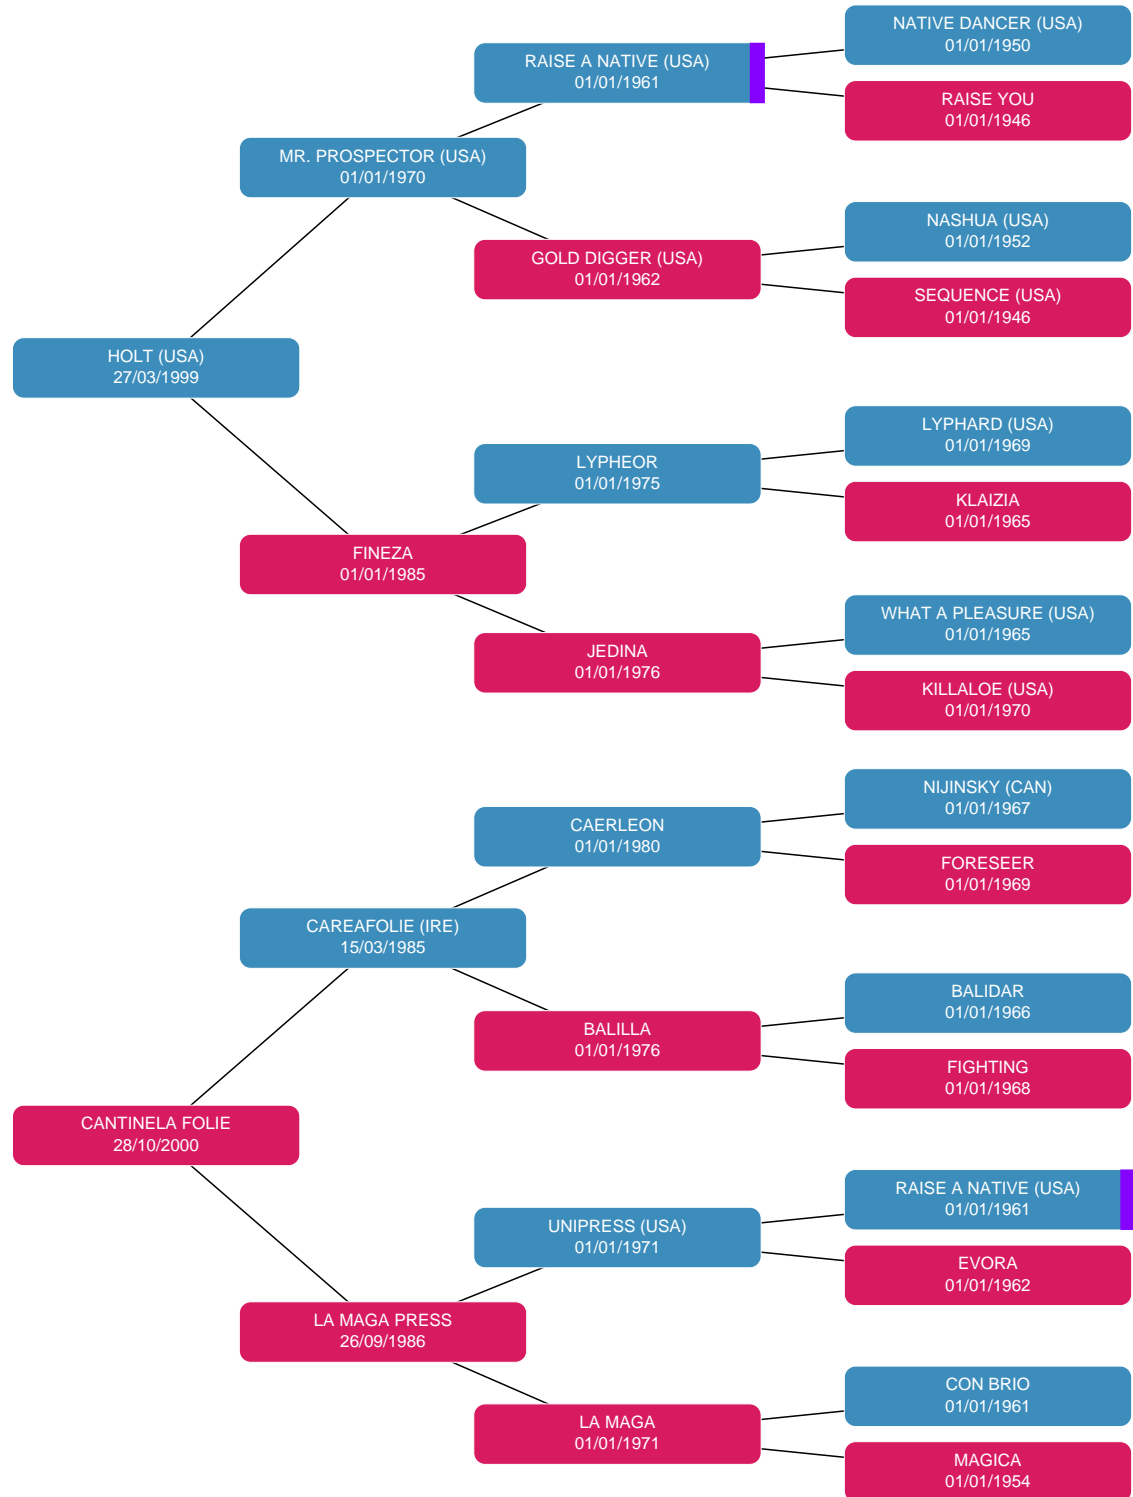 NATIVE DANCER (USA)
01/01/1950
RAISE A NATIVE (USA)
01/01/1961
RAISE YOU
01/01/1946
MR. PROSPECTOR (USA)
01/01/1970
NASHUA (USA)
01/01/1952
GOLD DIGGER (USA)
01/01/1962
SEQUENCE (USA)
01/01/1946
HOLT (USA)
27/03/1999
LYPHARD (USA)
01/01/1969
LYPHEOR
01/01/1975
KLAIZIA
01/01/1965
FINEZA
01/01/1985
WHAT A PLEASURE (USA)
01/01/1965
JEDINA
01/01/1976
KILLALOE (USA)
01/01/1970
NIJINSKY (CAN)
01/01/1967
CAERLEON
01/01/1980
FORESEER
01/01/1969
CAREAFOLIE (IRE)
15/03/1985
BALIDAR
01/01/1966
BALILLA
01/01/1976
FIGHTING
01/01/1968
CANTINELA FOLIE
28/10/2000
RAISE A NATIVE (USA)
01/01/1961
UNIPRESS (USA)
01/01/1971
EVORA
01/01/1962
LA MAGA PRESS
26/09/1986
CON BRIO
01/01/1961
LA MAGA
01/01/1971
MAGICA
01/01/1954